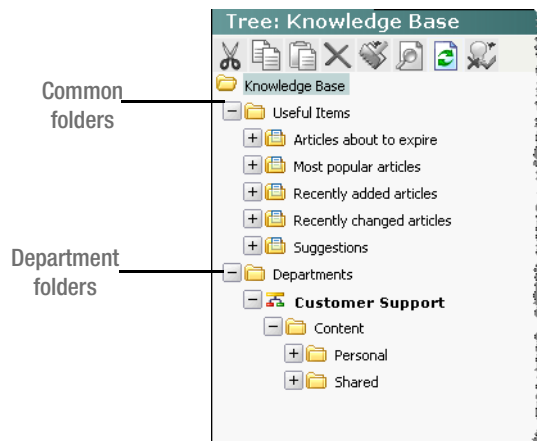 Tree: Knowledge Base
Knowledge Base
Common
folders
Useful Items
Articles about to expire
Most popular articles
Recently added articles
Recently changed articles
Suggestions
Department
folders
Departments
Customer Support
Content
Personal
Shared